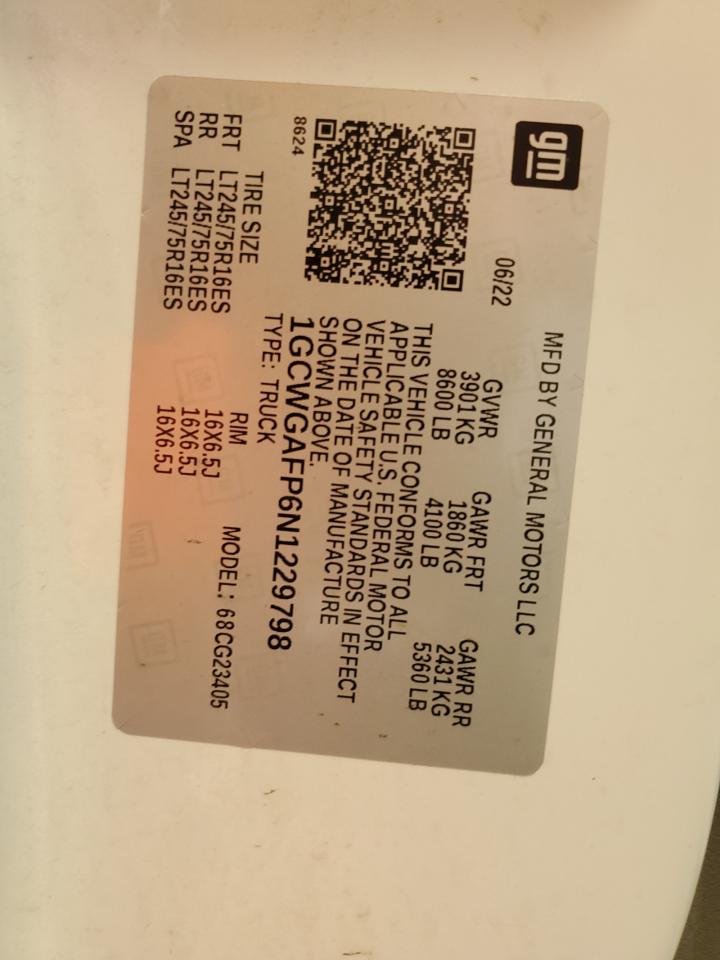 gm
MFD BY GENERAL MOTORS LLC
06/22
GVWR GAWR FRT GAWR RR
3901 KG 1860 KG 2431 KG
8600 LB 4100 LB 5360 LB
THIS VEHICLE CONFORMS TO ALL
APPLICABLE U.S. FEDERAL MOTOR
VEHICLE SAFETY STANDARDS IN EFFECT
ON THE DATE OF MANUFACTURE
SHOWN ABOVE.
8624
1GCWGAFP6N1229798
TYPE: TRUCK MODEL: 68CG23405
TIRE SIZE RIM
FRT LT245/75R16ES 16X6.5J
RR LT245/75R16ES 16X6.5J
SPA LT245/75R16ES 16X6.5J